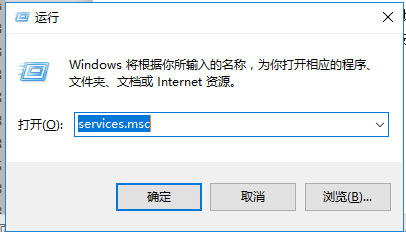 运行
Windows 将根据你所输入的名称，为你打开相应的程序、
文件夹、文档或 Internet 资源。
打开(O): services.msc
确定 取消 浏览(B)...